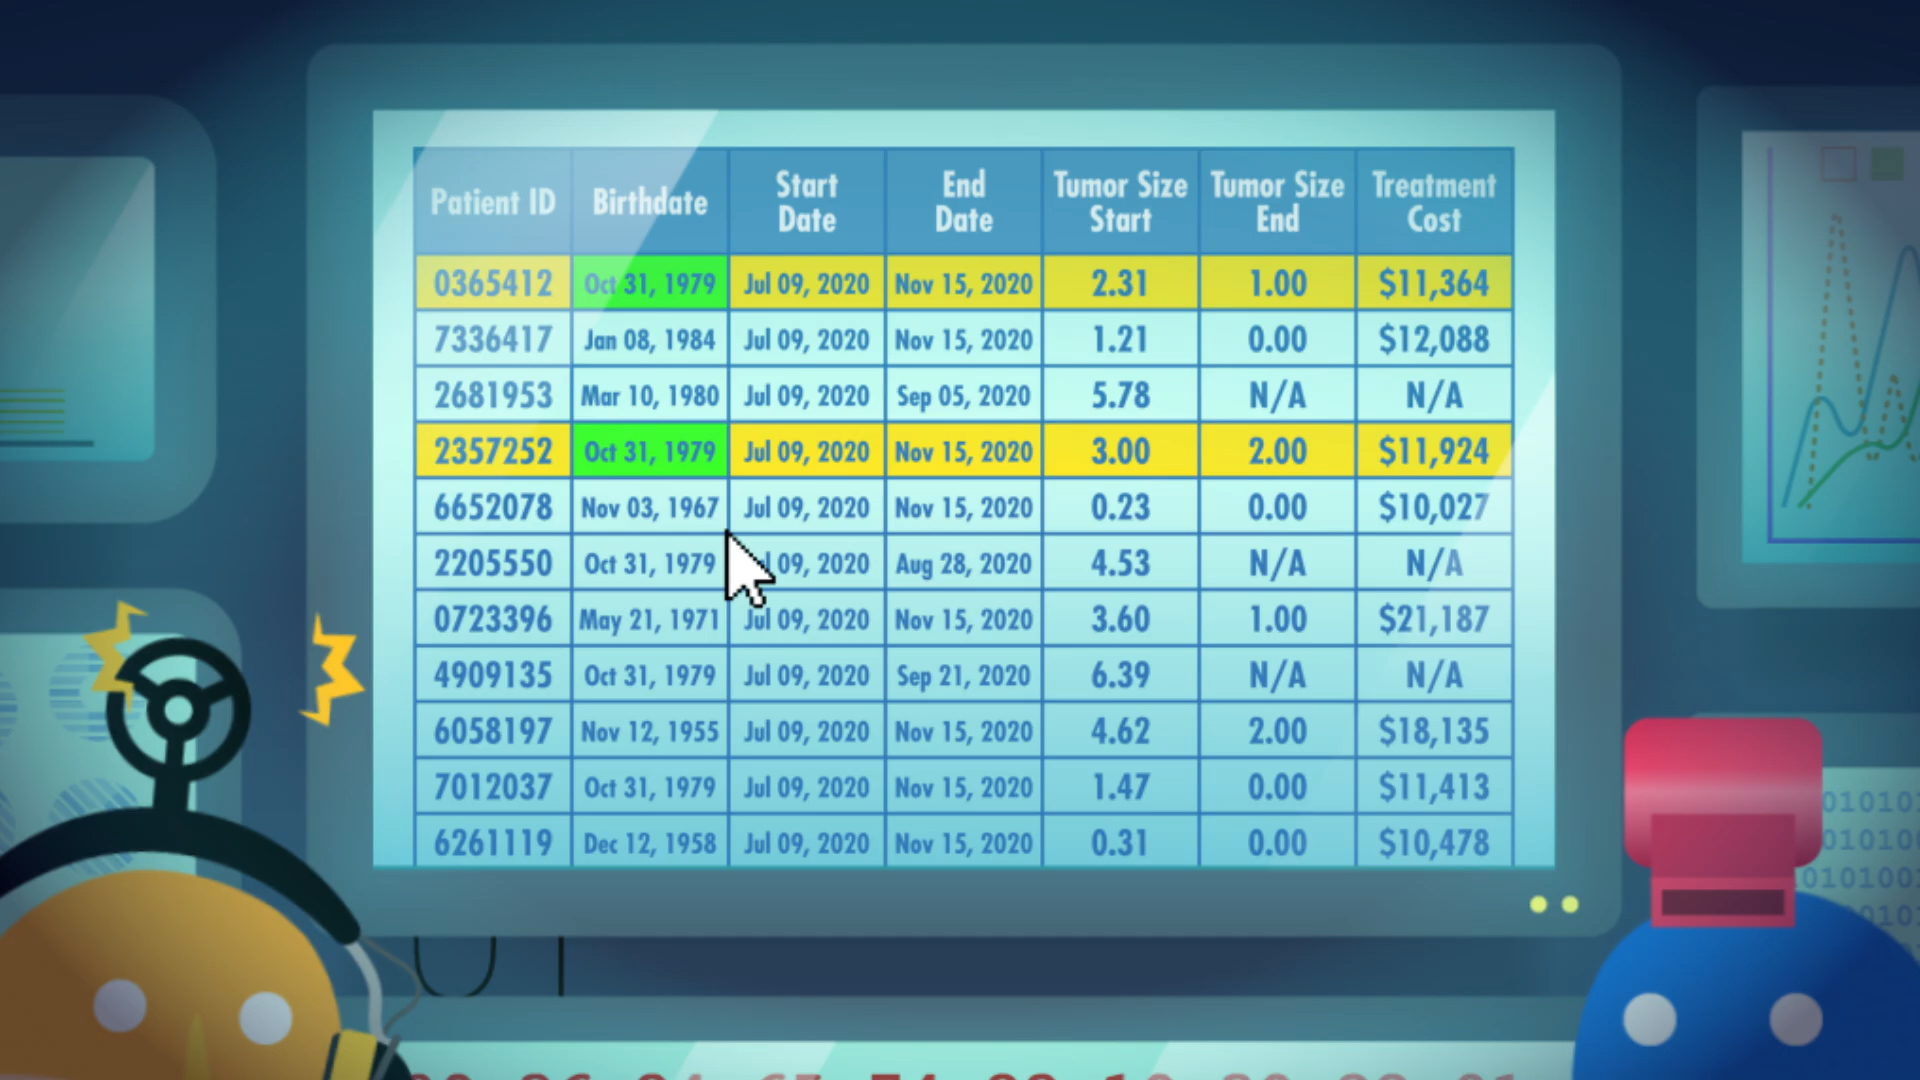 Patient ID Birthdate Start Date End Date Tumor Size Start Tumor Size End Treatment Cost
0365412 Oct 31, 1979 Jul 09, 2020 Nov 15, 2020 2.31 1.00 $11,364
7336417 Jan 08, 1984 Jul 09, 2020 Nov 15, 2020 1.21 0.00 $12,088
2681953 Mar 10, 1980 Jul 09, 2020 Sep 05, 2020 5.78 N/A N/A
2357252 Oct 31, 1979 Jul 09, 2020 Nov 15, 2020 3.00 2.00 $11,924
6652078 Nov 03, 1967 Jul 09, 2020 Nov 15, 2020 0.23 0.00 $10,027
2205550 Oct 31, 1979 09, 2020 Aug 28, 2020 4.53 N/A N/A
0723396 May 21, 1971 Jul 09, 2020 Nov 15, 2020 3.60 1.00 $21,187
4909135 Oct 31, 1979 Jul 09, 2020 Sep 21, 2020 6.39 N/A N/A
6058197 Nov 12, 1955 Jul 09, 2020 Nov 15, 2020 4.62 2.00 $18,135
7012037 Oct 31, 1979 Jul 09, 2020 Nov 15, 2020 1.47 0.00 $11,413
6261119 Dec 12, 1958 Jul 09, 2020 Nov 15, 2020 0.31 0.00 $10,478